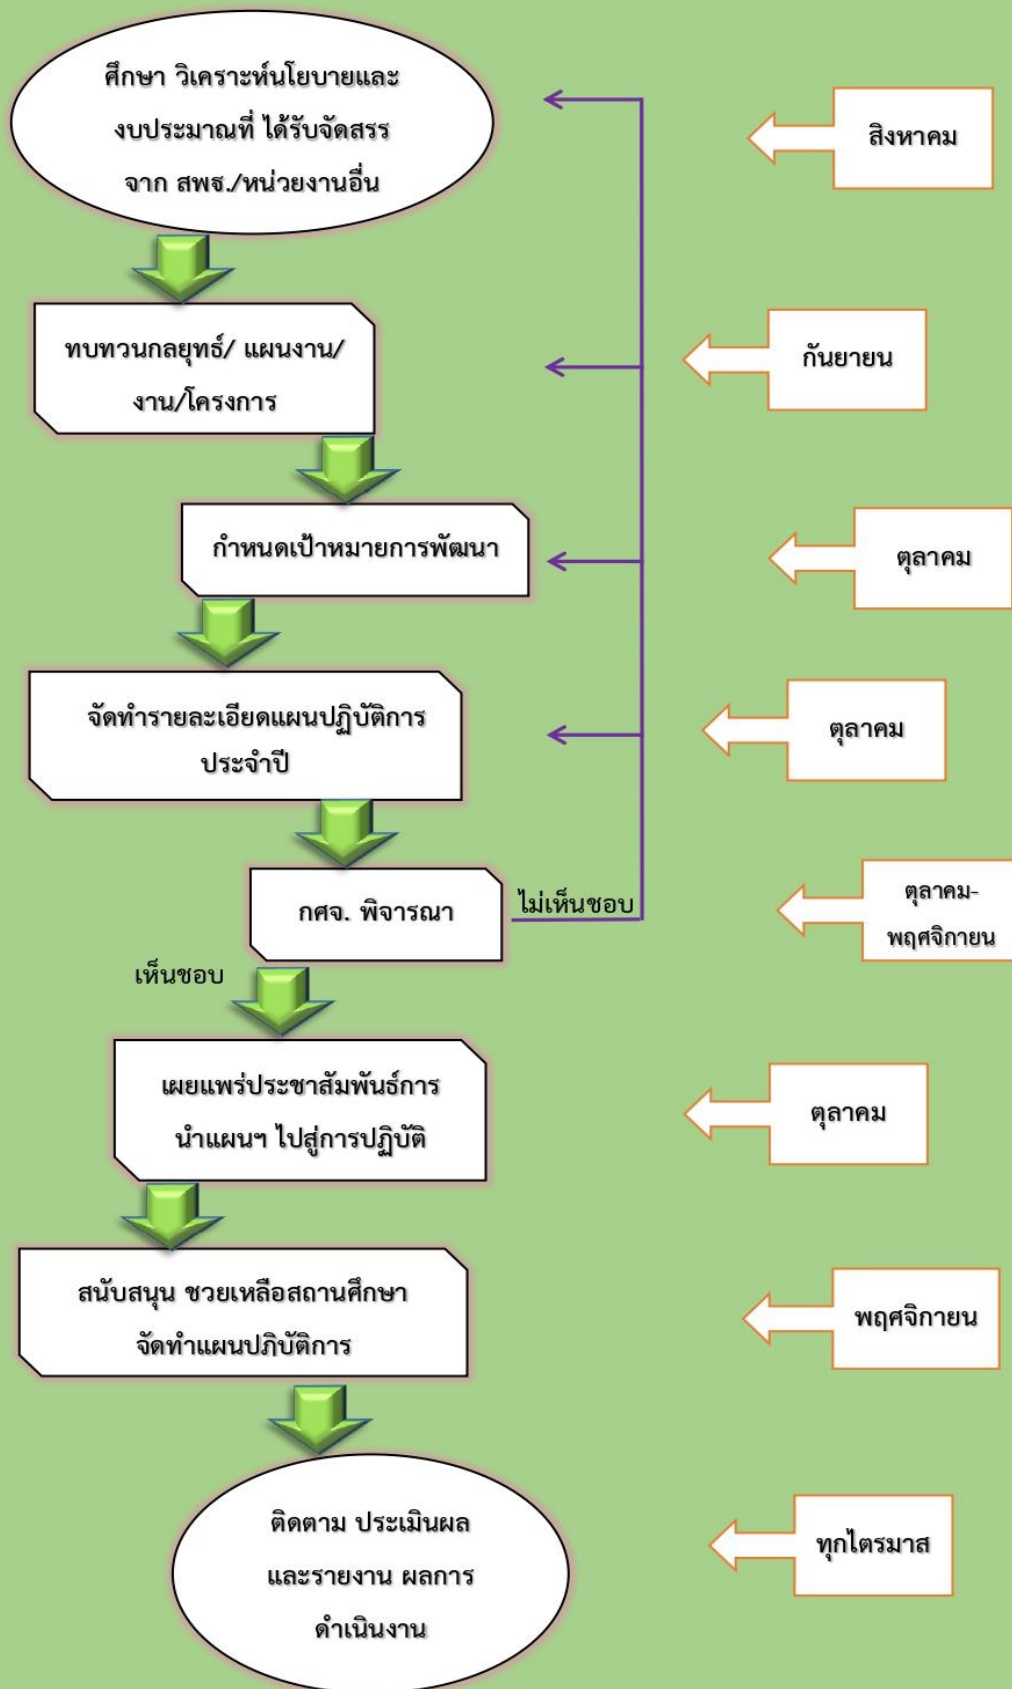 ศึกษา วิเคราะห์นโยบายและ
งบประมาณที่ ได้รับจัดสรร
จาก สพฐ./หน่วยงานอื่น
สิงหาคม
ทบทวนกลยุทธ์/ แผนงาน/
งาน/โครงการ
กันยายน
กำหนดเป้าหมายการพัฒนา
ตุลาคม
จัดทำรายละเอียดแผนปฏิบัติการ
ประจำปี
ตุลาคม
กศจ. พิจารณา
ไม่เห็นชอบ
ตุลาคม-
พฤศจิกายน
เห็นชอบ
เผยแพร่ประชาสัมพันธ์การ
นำแผนฯ ไปสู่การปฏิบัติ
ตุลาคม
สนับสนุน ชวยเหลือสถานศึกษา
จัดทำแผนปฏิบัติการ
พฤศจิกายน
ติดตาม ประเมินผล
และรายงาน ผลการ
ดำเนินงาน
ทุกไตรมาส